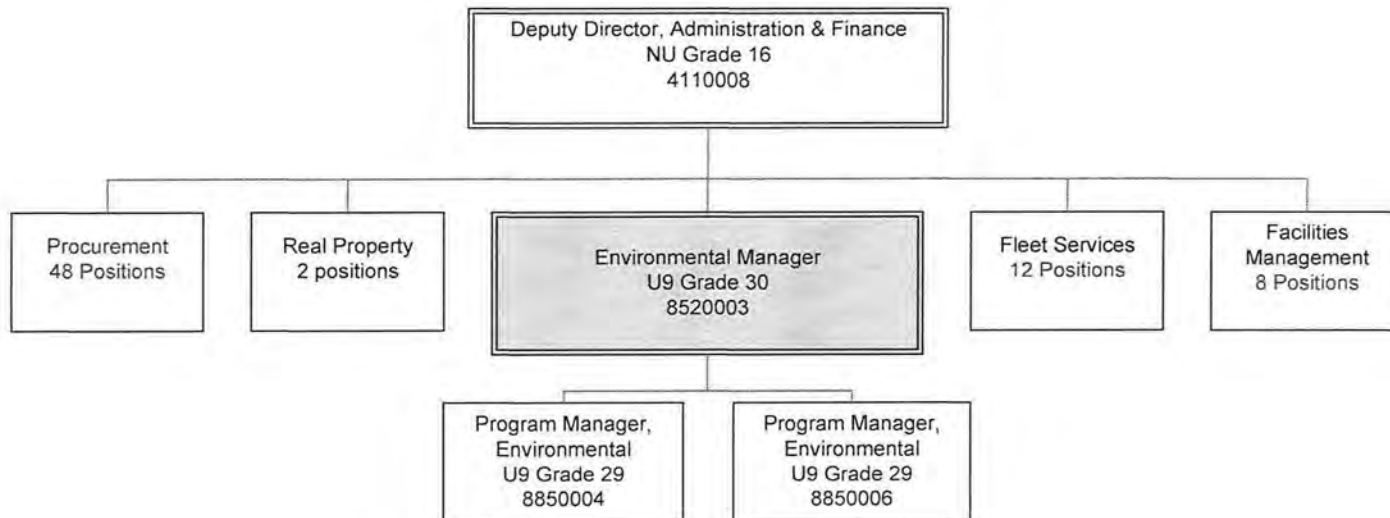 Deputy Director, Administration & Finance
NU Grade 16
4110008
Procurement
48 Positions
Real Property
2 positions
Environmental Manager
U9 Grade 30
8520003
Fleet Services
12 Positions
Facilities
Management
8 Positions
Program Manager,
Environmental
U9 Grade 29
8850004
Program Manager,
Environmental
U9 Grade 29
8850006